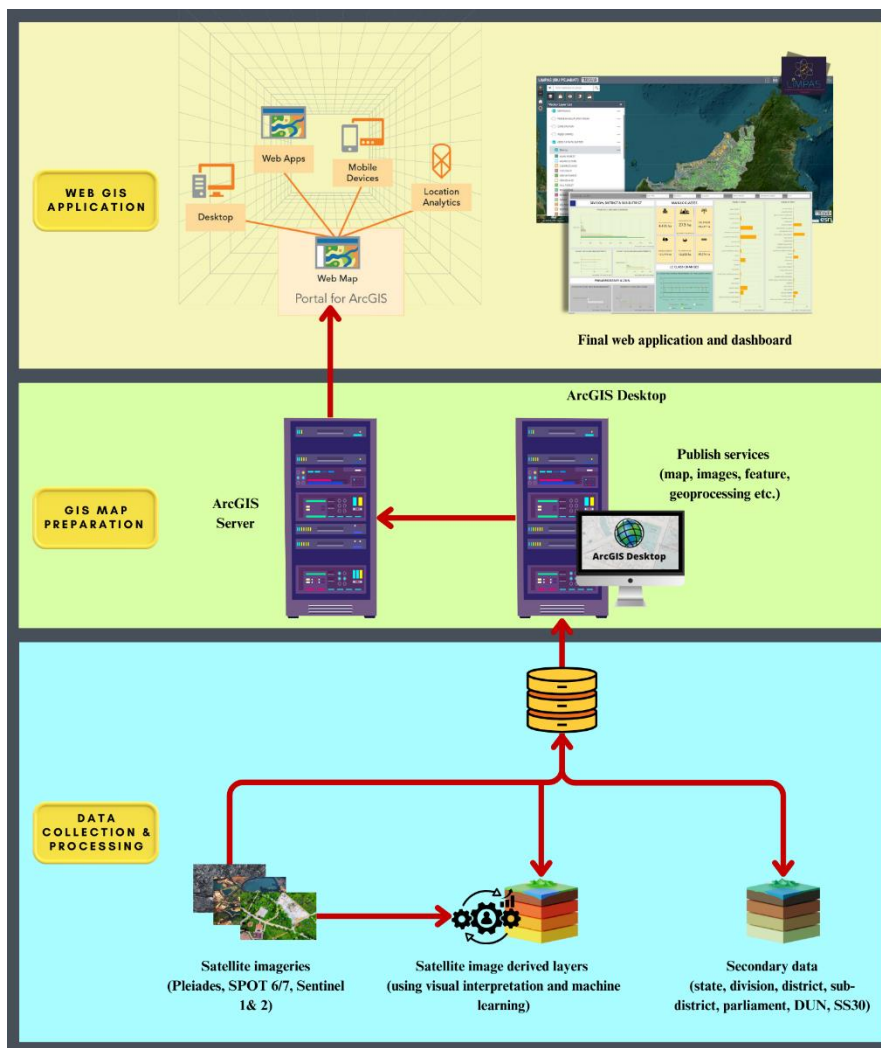 WEB GIS
APPLICATION
Web Apps
Mobile
Devices
Desktop
Location
Analytics
Web Map
Portal for ArcGIS
LIMPAS
Final web application and dashboard
GIS MAP
PREPARATION
ArcGIS Desktop
ArcGIS
Server
Publish services
(map, images, feature,
geoprocessing etc.)
ArcGIS Desktop
DATA
COLLECTION &
PROCESSING
Satellite imageries
(Pleiades, SPOT 6/7, Sentinel
1& 2)
Satellite image derived layers
(using visual interpretation and machine
learning)
Secondary data
(state, division, district, sub-
district, parliament, DUN, SS30)